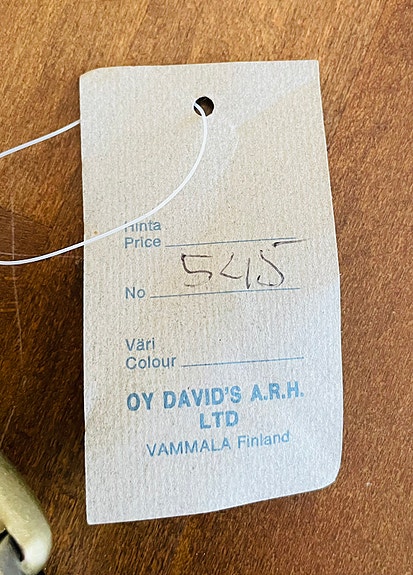 Hinta
Price
545
No
Väri
Colour
OY DAVID'S A.R.H.
LTD
VAMMALA Finland